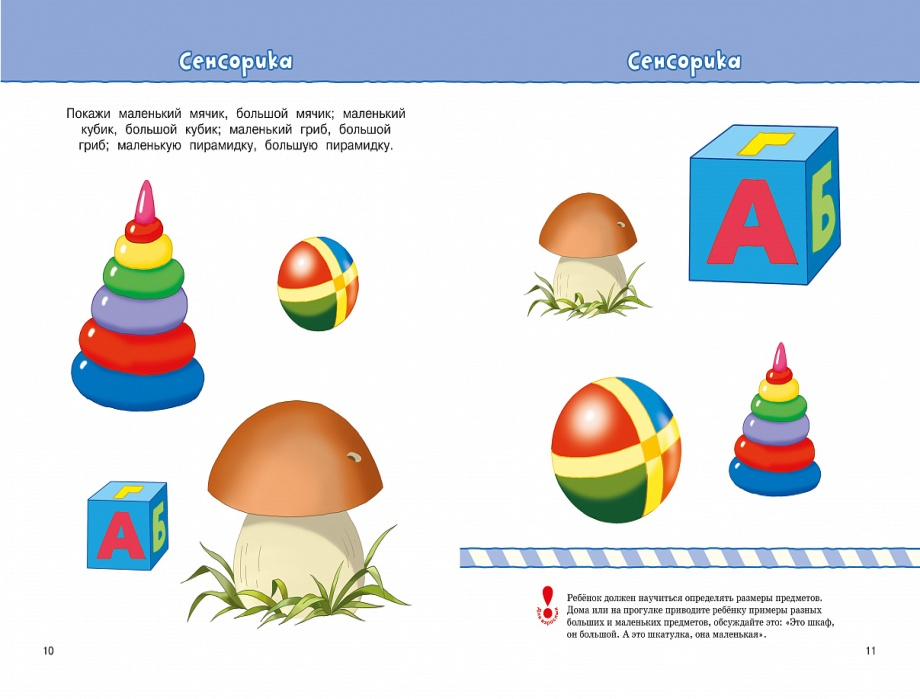 Сенсорика
Покажи маленький мячик, большой мячик; маленький
кубик, большой кубик; маленький гриб, большой
гриб; маленькую пирамидку, большую пирамидку.
Г
А
Б
10
Сенсорика
Г
А
Б
Для взрослых
Ребёнок должен научиться определять размеры предметов.
Дома или на прогулке приводите ребёнку примеры разных
больших и маленьких предметов, обсуждайте это: «Это шкаф,
он большой. А это шкатулка, она маленькая».
11